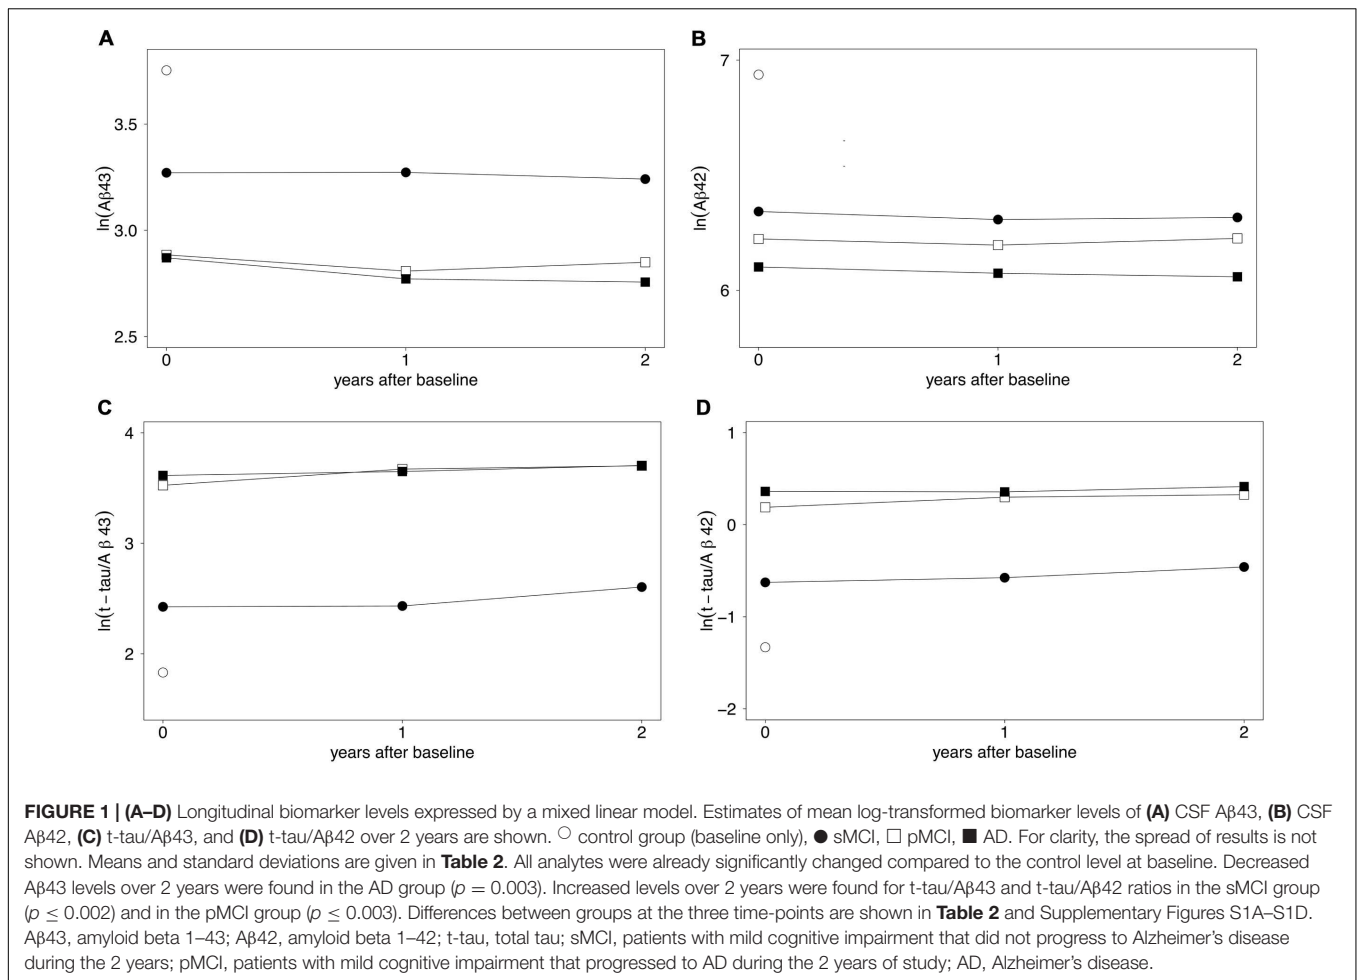 A
3.5
3.0
2.5
ln(Aβ43)
0 1 2
years after baseline
B
7
6
ln(Aβ42)
0 1 2
years after baseline
C
4
3
2
ln(t − tau/A β 43)
0 1 2
years after baseline
D
1
0
−1
−2
ln(t − tau/A β 42)
0 1 2
years after baseline
FIGURE 1 | (A–D) Longitudinal biomarker levels expressed by a mixed linear model. Estimates of mean log-transformed biomarker levels of (A) CSF Aβ43, (B) CSF
Aβ42, (C) t-tau/Aβ43, and (D) t-tau/Aβ42 over 2 years are shown. ○ control group (baseline only), ● sMCI, □ pMCI, ■ AD. For clarity, the spread of results is not
shown. Means and standard deviations are given in Table 2. All analytes were already significantly changed compared to the control level at baseline. Decreased
Aβ43 levels over 2 years were found in the AD group (p = 0.003). Increased levels over 2 years were found for t-tau/Aβ43 and t-tau/Aβ42 ratios in the sMCI group
(p ≤ 0.002) and in the pMCI group (p ≤ 0.003). Differences between groups at the three time-points are shown in Table 2 and Supplementary Figures S1A–S1D.
Aβ43, amyloid beta 1–43; Aβ42, amyloid beta 1–42; t-tau, total tau; sMCI, patients with mild cognitive impairment that did not progress to Alzheimer's disease
during the 2 years; pMCI, patients with mild cognitive impairment that progressed to AD during the 2 years of study; AD, Alzheimer's disease.